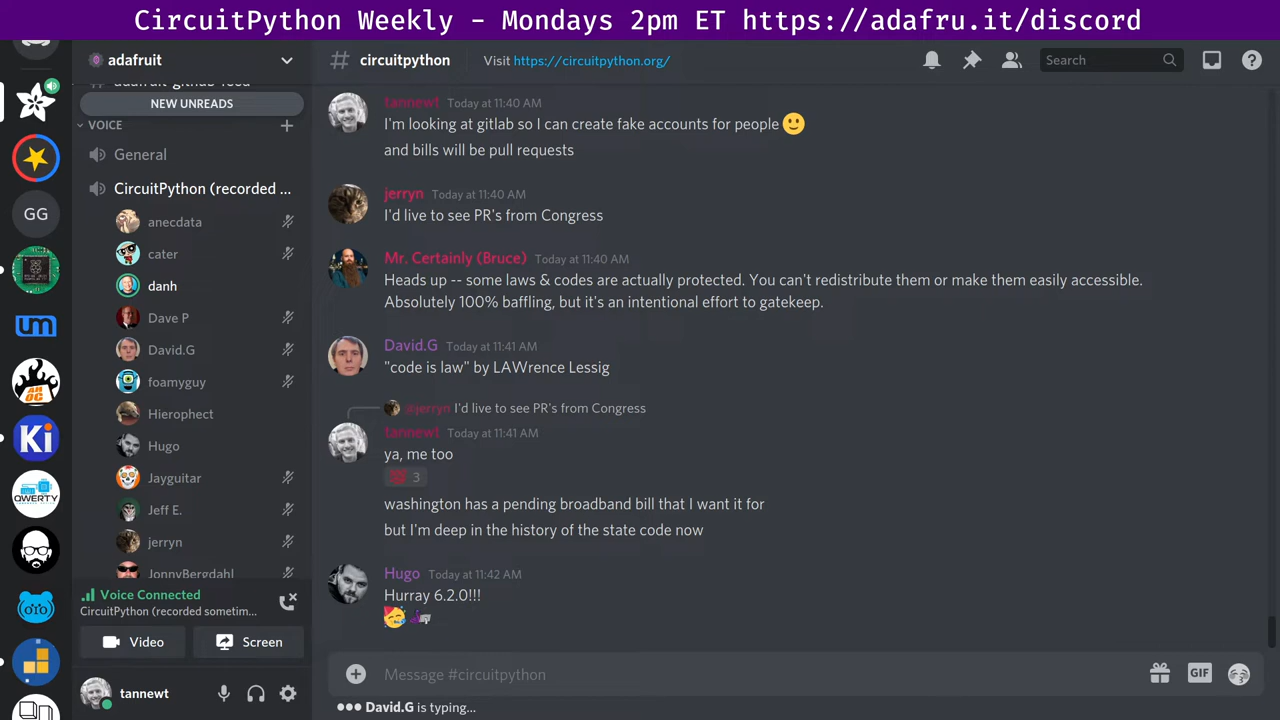 CircuitPython Weekly - Mondays 2pm ET https://adafru.it/discord
adafruit
circuitpython
Visit https://circuitpython.org/
Search
adafruit-github-feed
NEW UNREADS
VOICE
General
CircuitPython (recorded ...
anecdata
cater
danh
Dave P
David.G
foamyguy
Hierophect
Hugo
Jayguitar
Jeff E.
jerryn
JonnyBergdahl
Voice Connected
CircuitPython (recorded sometim...
Video
Screen
tannewt
GG
um
AH
OC
Ki
QWERTY
tannewt Today at 11:40 AM
I'm looking at gitlab so I can create fake accounts for people 🙂
and bills will be pull requests
jerryn Today at 11:40 AM
I'd live to see PR's from Congress
Mr. Certainly (Bruce) Today at 11:40 AM
Heads up -- some laws & codes are actually protected. You can't redistribute them or make them easily accessible.
Absolutely 100% baffling, but it's an intentional effort to gatekeep.
David.G Today at 11:41 AM
"code is law" by LAWrence Lessig
@jerryn I'd live to see PR's from Congress
tannewt Today at 11:41 AM
ya, me too
💯 3
washington has a pending broadband bill that I want it for
but I'm deep in the history of the state code now
Hugo Today at 11:42 AM
Hurray 6.2.0!!!
🥳
Message #circuitpython
GIF
David.G is typing...